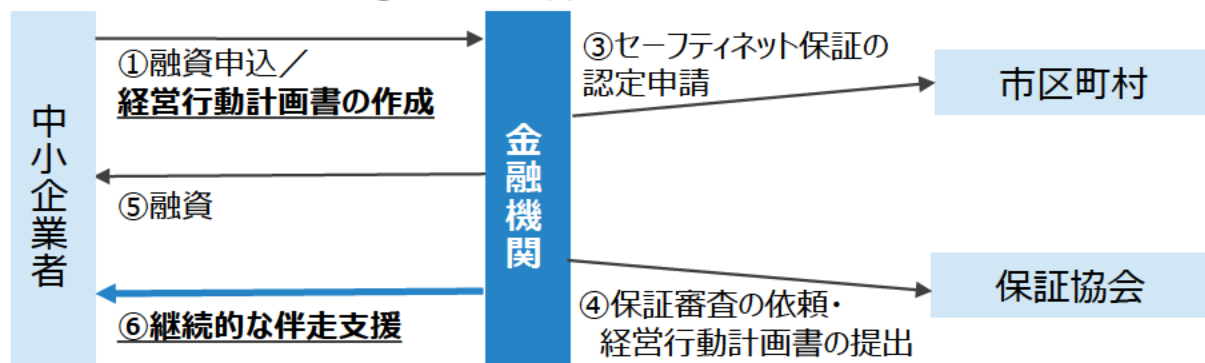 中小企業者
①融資申込／
経営行動計画書の作成
⑤融資
⑥継続的な伴走支援
金融機関
③セーフティネット保証の
認定申請
④保証審査の依頼・
経営行動計画書の提出
市区町村
保証協会